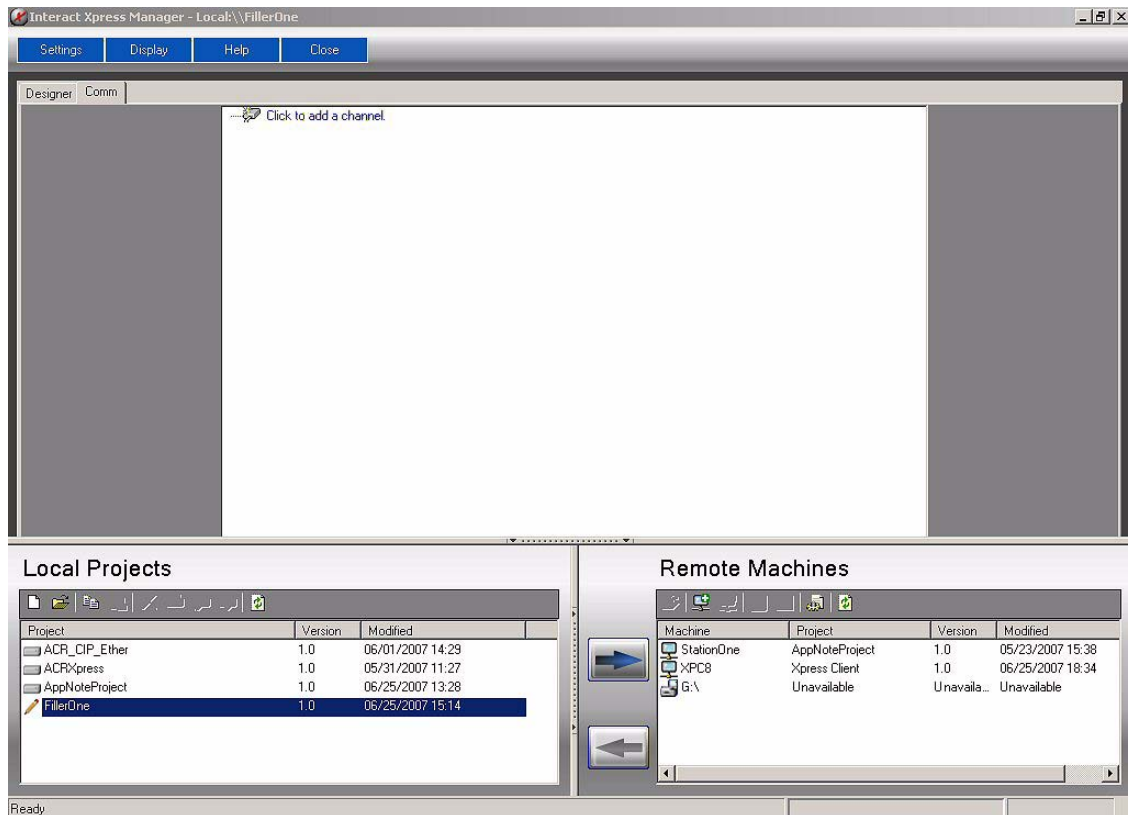 Interact Xpress Manager - Local:\\FillerOne
Settings Display Help Close
Designer Comm
Click to add a channel.
Local Projects
Project Version Modified
ACR_CIP_Ether 1.0 06/01/2007 14:29
ACRXpress 1.0 05/31/2007 11:27
AppNoteProject 1.0 06/25/2007 13:28
FillerOne 1.0 06/25/2007 15:14
Remote Machines
Machine Project Version Modified
StationOne AppNoteProject 1.0 05/23/2007 15:38
XPC8 Xpress Client 1.0 06/25/2007 18:34
G:\ Unavailable Unavaila... Unavailable
Ready